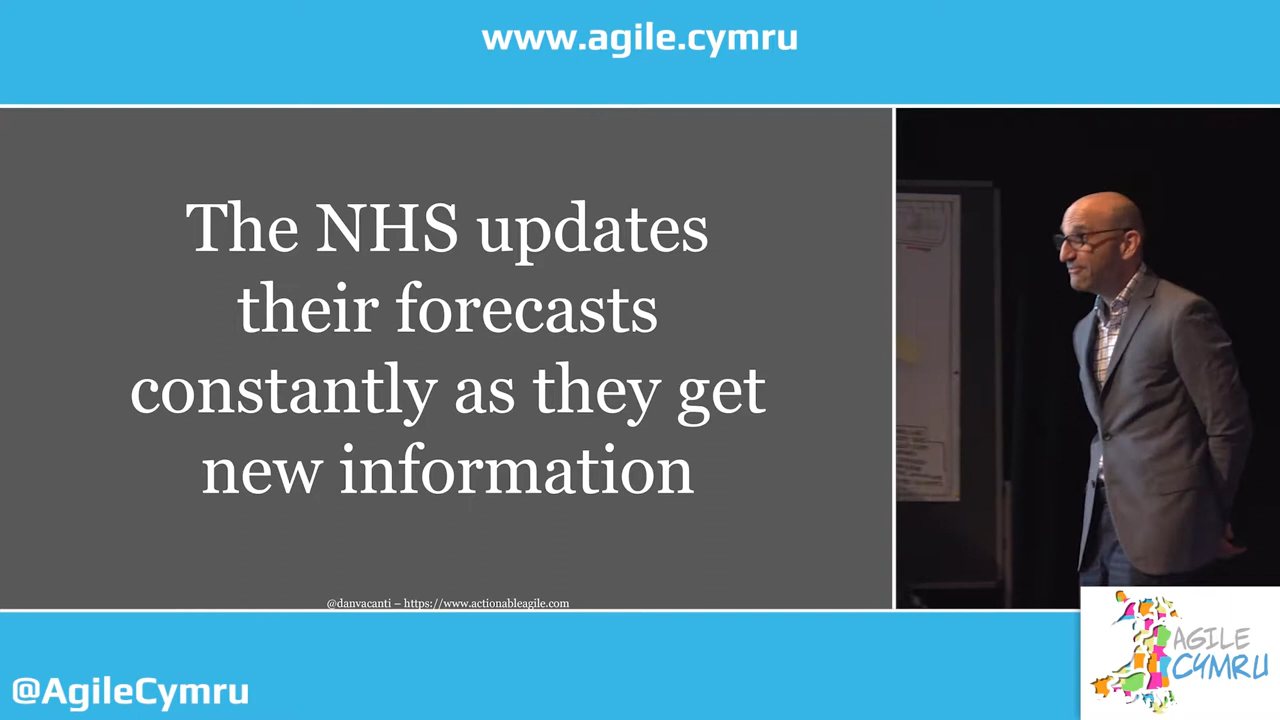 www.agile.cymru
The NHS updates
their forecasts
constantly as they get
new information
@danvacanti – https://www.actionableagile.com
@AgileCymru
AGILE
CYMRU